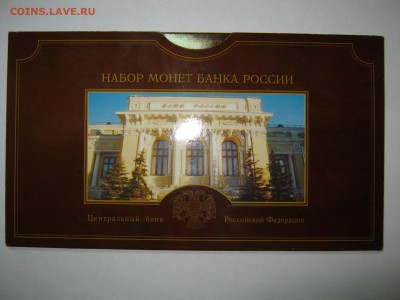 COINS.LAVE.RU
НАБОР МОНЕТ БАНКА РОССИИ
Центральный банк Российской Федерации